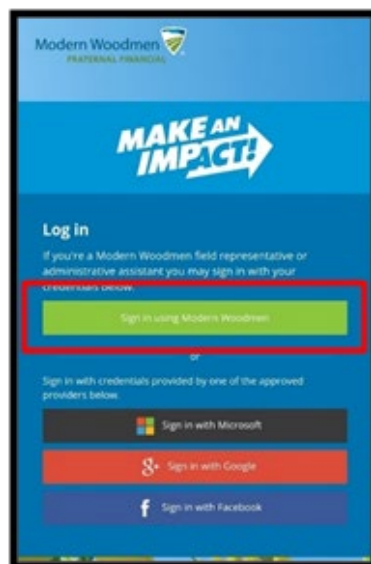 Modern Woodmen
FRATERNAL FINANCIAL
MAKE AN
IMPACT!
Log in
If you're a Modern Woodmen field representative or
administrative assistant you may sign in with your
credentials below.
Sign in using Modern Woodmen
or
Sign in with credentials provided by one of the approved
providers below.
Sign in with Microsoft
g+ Sign in with Google
f Sign in with Facebook